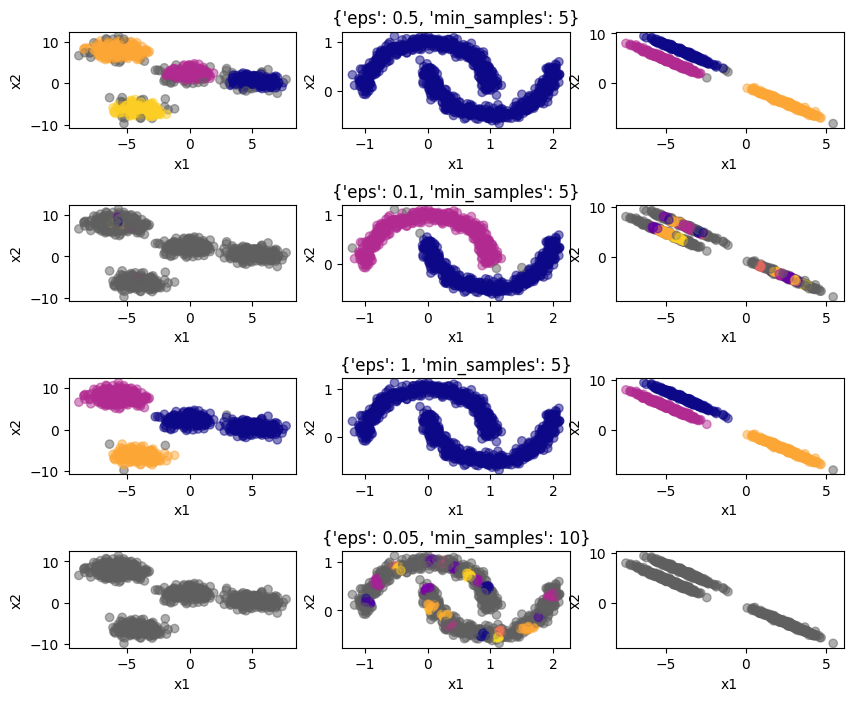 {'eps': 0.5, 'min_samples': 5}
x2 10 0 −10 −5 0 5 x1
x2 1 0 −1 0 1 2 x1
x2 10 0 −5 0 5 x1
{'eps': 0.1, 'min_samples': 5}
x2 10 0 −10 −5 0 5 x1
x2 1 0 −1 0 1 2 x1
x2 10 0 −5 0 5 x1
{'eps': 1, 'min_samples': 5}
x2 10 0 −10 −5 0 5 x1
x2 1 0 −1 0 1 2 x1
x2 10 0 −5 0 5 x1
{'eps': 0.05, 'min_samples': 10}
x2 10 0 −10 −5 0 5 x1
x2 1 0 −1 0 1 2 x1
x2 10 0 −5 0 5 x1